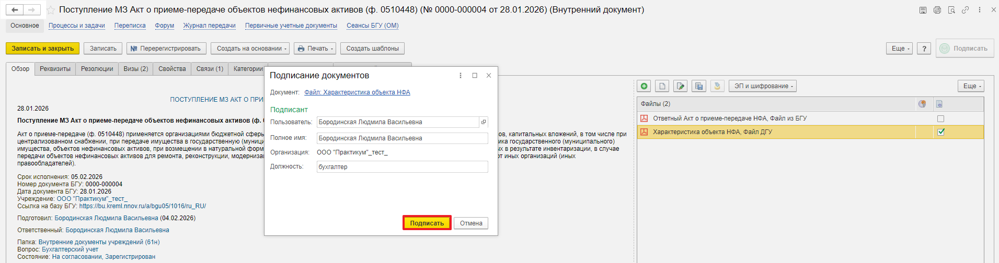 Поступление МЗ Акт о приеме-передаче объектов нефинансовых активов (ф. 0510448) (№ 0000-000004 от 28.01.2026) (Внутренний документ)
Основное Процессы и задачи Переписка Форум Журнал передачи Первичные учетные документы Сеансы БГУ (ОМ)
Записать и закрыть Записать № Перерегистрировать Создать на основании Печать Создать шаблоны Еще ? Подписать
Обзор Реквизиты Резолюции Визы (2) Свойства Связи (1) Категории
Подписание документов
Документ: Файл: Характеристика объекта НФА
Подписант
Пользователь: Бородинская Людмила Васильевна
Полное имя: Бородинская Людмила Васильевна
Организация: ООО "Практикум"_тест_
Должность: бухгалтер
Подписать Отмена
ПОСТУПЛЕНИЕ МЗ АКТ О ПРИ
28.01.2026
Поступление МЗ Акт о приеме-передаче объектов нефинансовых активов (ф.
Акт о приеме-передаче (ф. 0510448) применяется организациями бюджетной сферы капитальных вложений, в том числе при
централизованном снабжении, при передаче имущества в государственную (муници ика государственного (муниципального)
имущества, объектов нефинансовых активов, при возмещении в натуральной форм в результате инвентаризации, в случае
передачи объектов нефинансовых активов для ремонта, реконструкции, модернизац от иных организаций (иных
правообладателей).
Срок исполнения: 05.02.2026
Номер документа БГУ: 0000-000004
Дата документа БГУ: 28.01.2026
Учреждение: ООО "Практикум"_тест_
Ссылка на базу БГУ: https://bu.kreml.nnov.ru/a/bgu05/1016/ru_RU/
Подготовил: Бородинская Людмила Васильевна (04.02.2026)
Ответственный: Бородинская Людмила Васильевна
Папка: Внутренние документы учреждений (61н)
Вопрос: Бухгалтерский учет
Состояние: На согласовании, Зарегистрирован
ЭП и шифрование Еще
Файлы (2)
Ответный Акт о приеме-передаче НФА, Файл из БГУ
Характеристика объекта НФА, Файл ДГУ